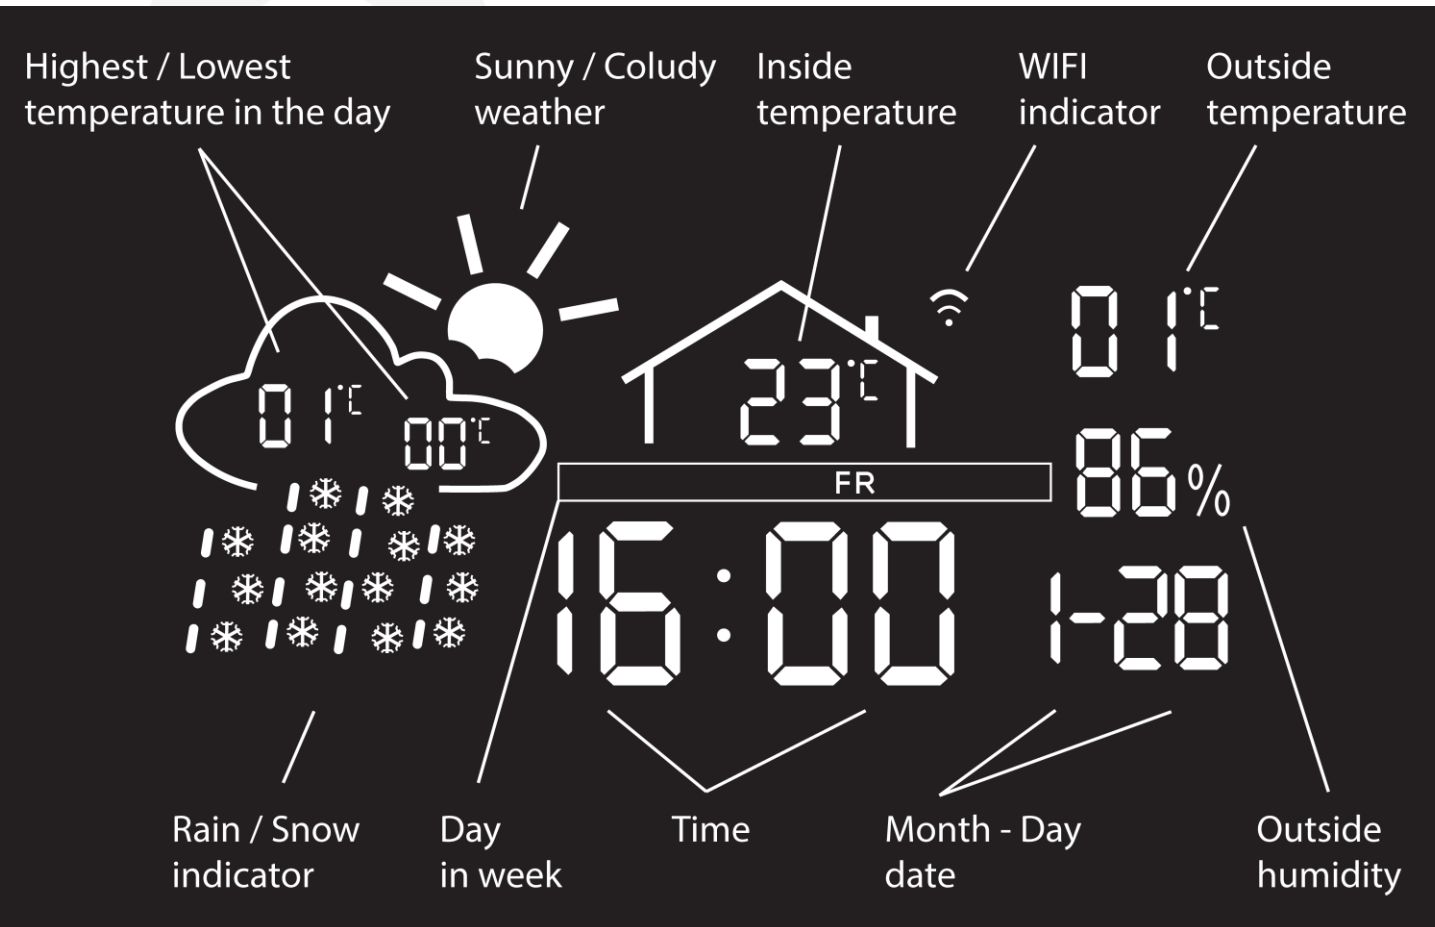 Highest / Lowest
temperature in the day
Sunny / Coludy
weather
Inside
temperature
WIFI
indicator
Outside
temperature
01°C
00°C
23°C
01°C
FR
86%
16:00
1-28
Rain / Snow
indicator
Day
in week
Time
Month - Day
date
Outside
humidity